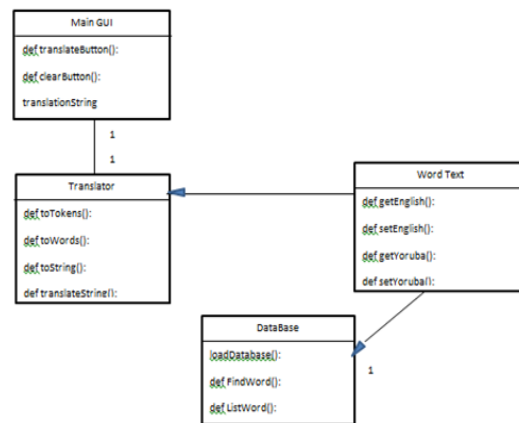 Main GUI
def translateButton():
def clearButton():
translationString
1
1
Translator
def toTokens():
def toWords():
def toString():
def translateString():
Word Text
def getEnglish():
def setEnglish():
def getYoruba():
def setYoruba():
DataBase
loadDatabase():
def FindWord():
def ListWord():
1